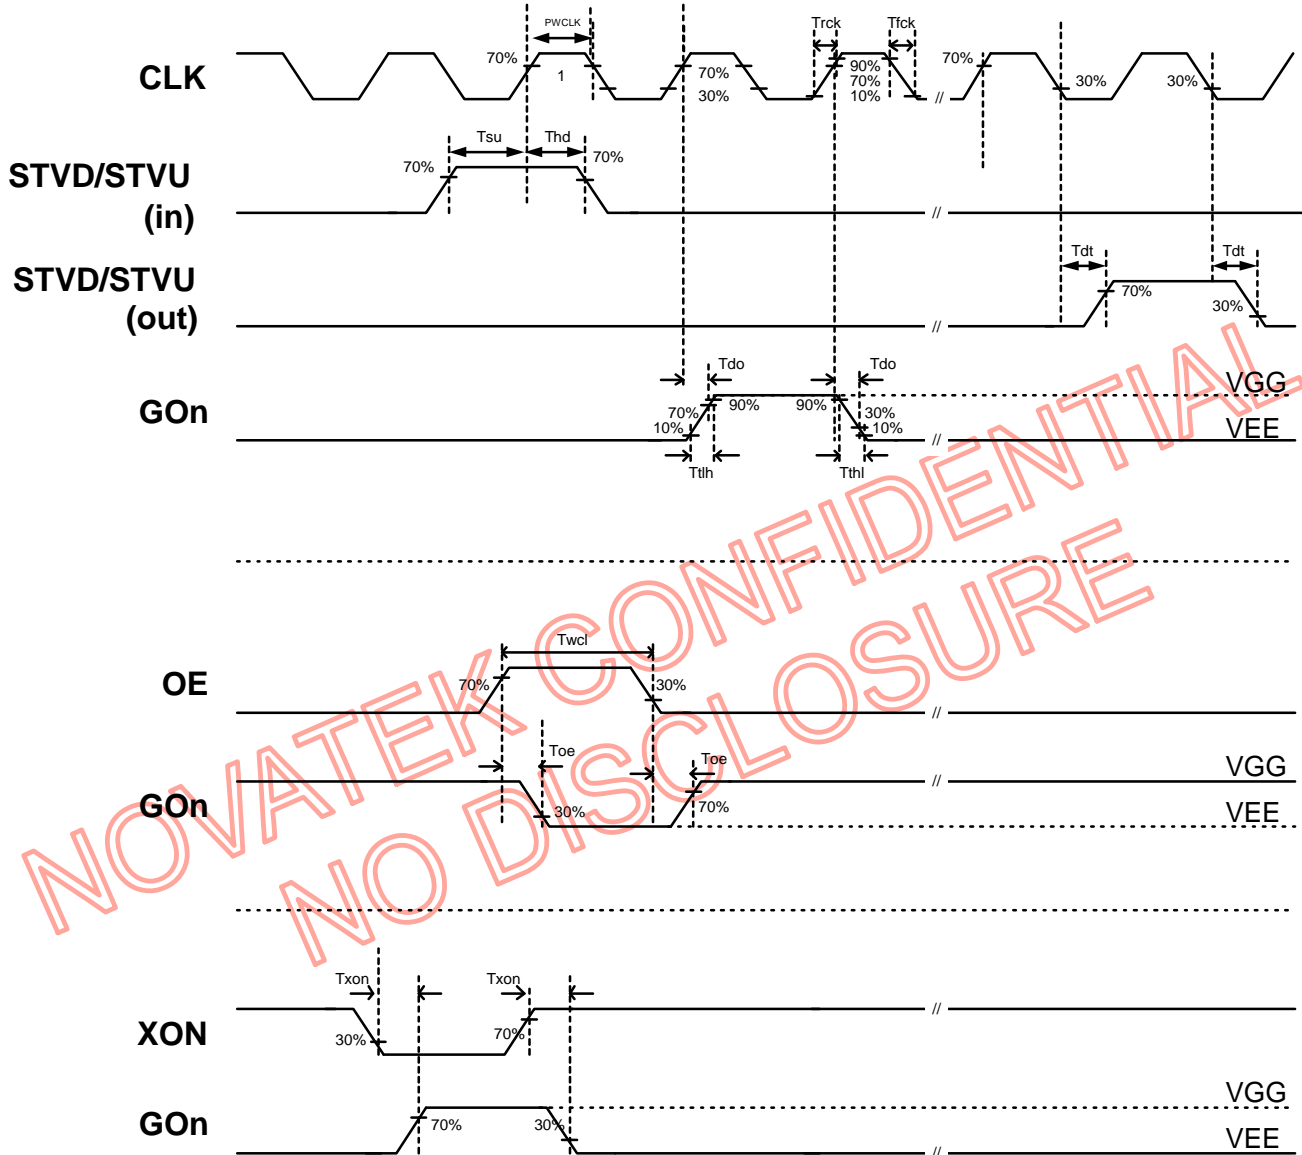 PWCLK
Trck
Tfck
CLK
70%
1
70%
30%
90%
70%
10%
//
70%
30%
30%
Tsu
Thd
STVD/STVU
(in)
70%
70%
//
STVD/STVU
(out)
Tdt
Tdt
70%
30%
//
Tdo
Tdo
GOn
70%
10%
90%
90%
30%
10%
VGG
VEE
//
Ttlh
Tthl
NOVATEK CONFIDENTIAL
NO DISCLOSURE
Twcl
OE
70%
30%
//
Toe
Toe
GOn
30%
70%
VGG
VEE
//
Txon
Txon
XON
30%
70%
//
GOn
70%
30%
VGG
VEE
//